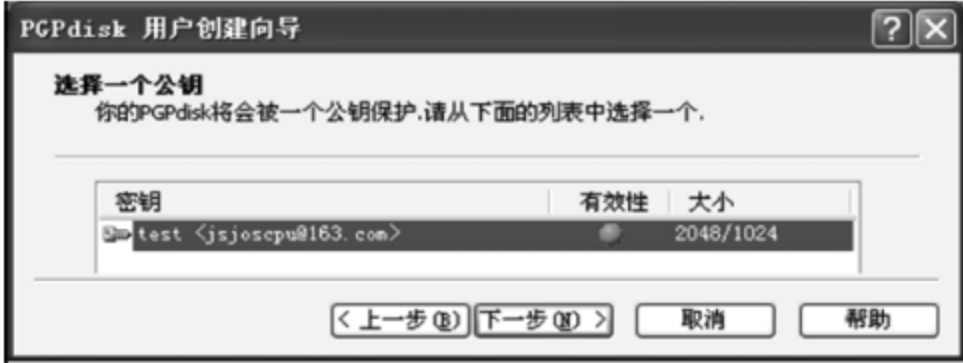 PGPdisk 用户创建向导
选择一个公钥
你的PGPdisk将会被一个公钥保护.请从下面的列表中选择一个.
密钥 有效性 大小
test <jsjoscpu@163.com> 2048/1024
< 上一步(B) 下一步(N) > 取消 帮助